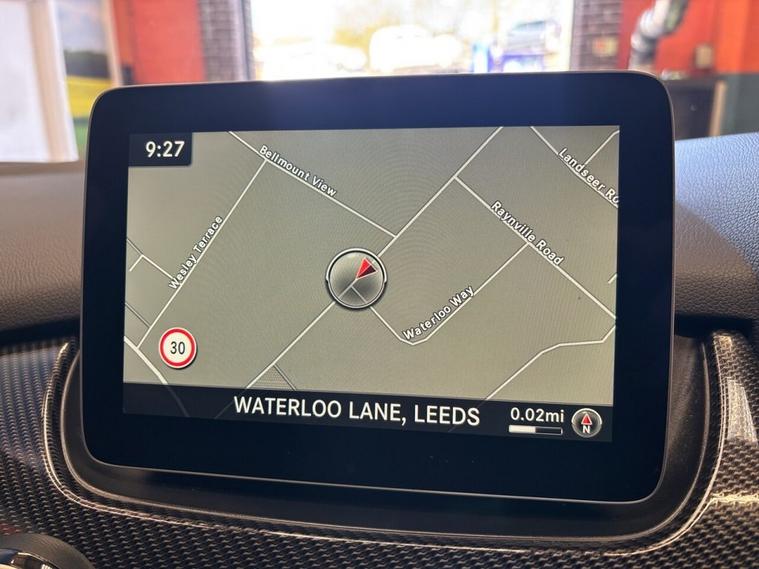 9:27
Bellmount View
Landseer Ro
Wesley Terrace
Raynville Road
Waterloo Way
30
WATERLOO LANE, LEEDS
0.02mi
N